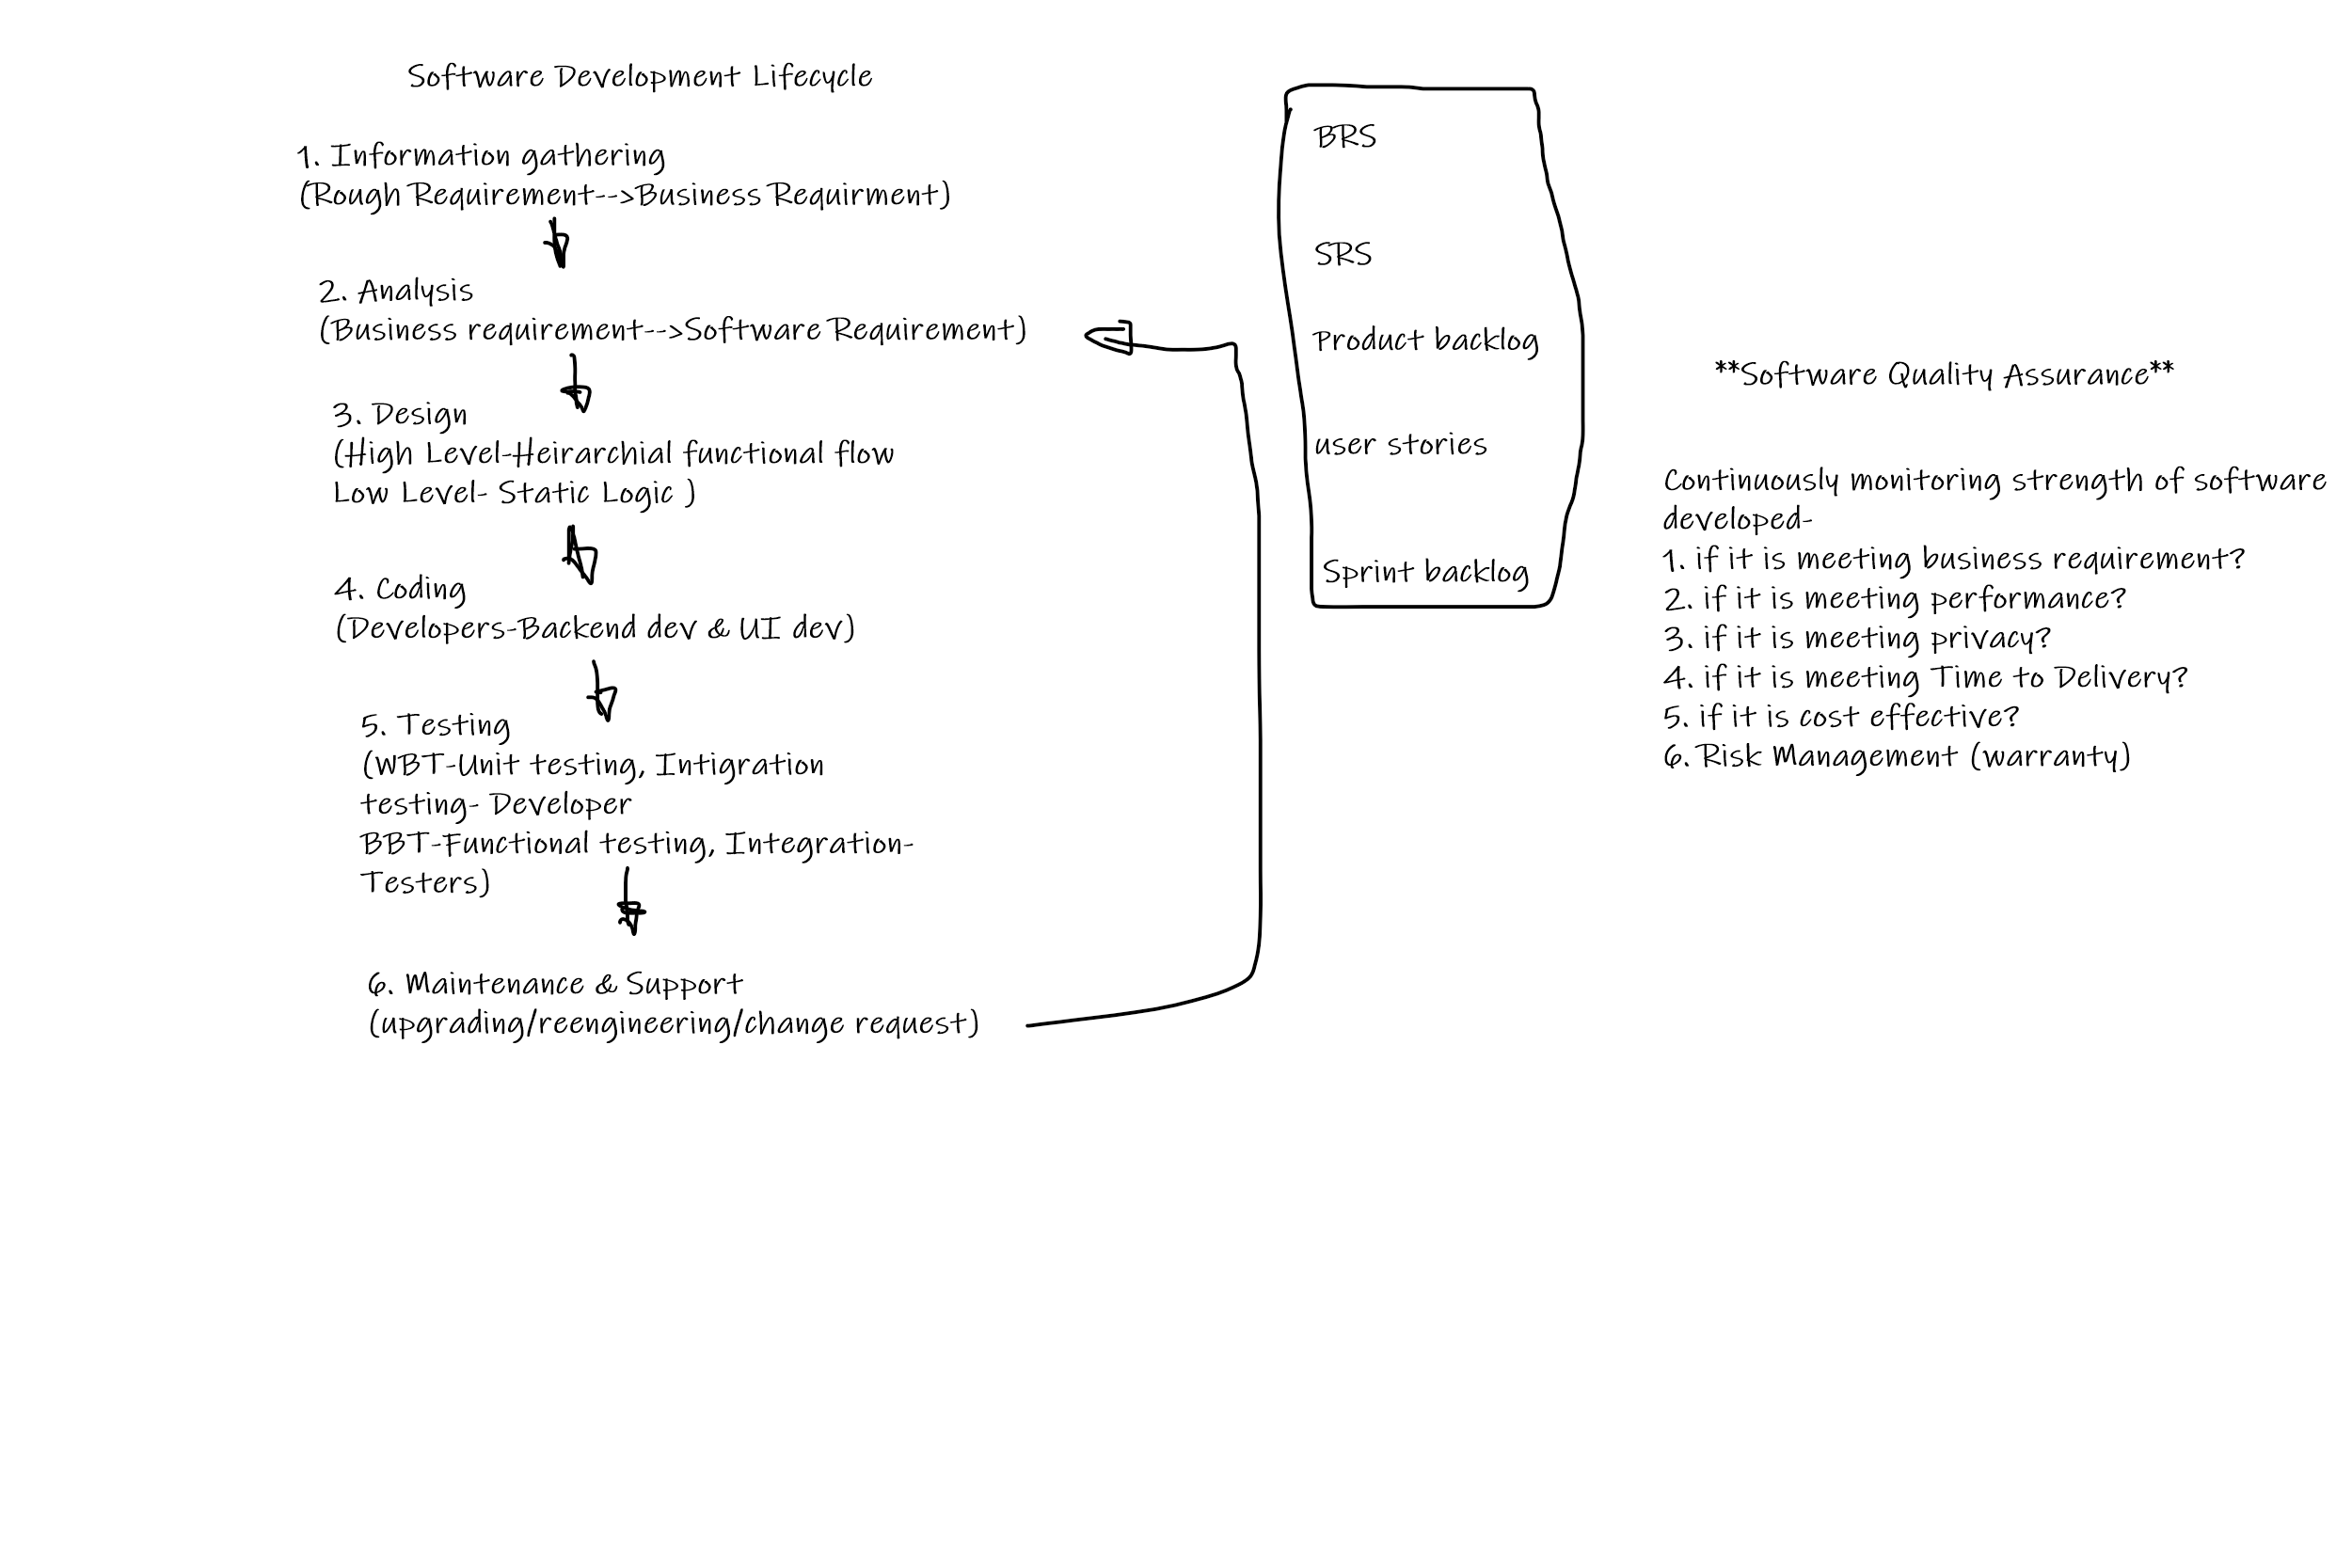 Software Development Lifecycle
1. Information gathering
(Rough Requirement-->Business Requirment)
2. Analysis
(Business requirement-->Software Requirement)
3. Design
(High Level-Heirarchial functional flow
Low Level- Static Logic )
4. Coding
(Developers-Backend dev & UI dev)
5. Testing
(WBT-Unit testing, Intigration
testing- Developer
BBT-Functional testing, Integration-
Testers)
6. Maintenance & Support
(upgrading/reengineering/change request)
BRS
SRS
Product backlog
user stories
Sprint backlog
**Software Quality Assurance**
Continuously monitoring strength of software
developed-
1. if it is meeting business requirement?
2. if it is meeting performance?
3. if it is meeting privacy?
4. if it is meeting Time to Delivery?
5. if it is cost effective?
6. Risk Management (warranty)